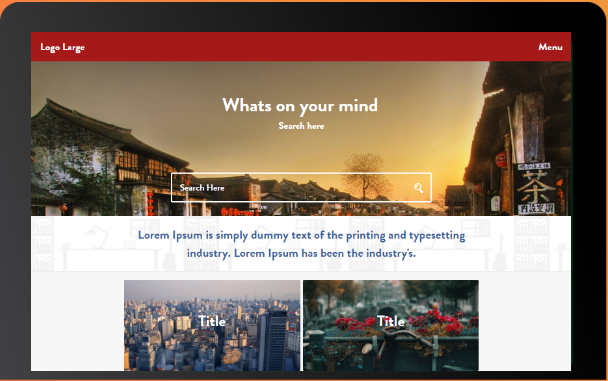 Logo Large
Menu
Whats on your mind
Search here
Search Here
茶
Lorem Ipsum is simply dummy text of the printing and typesetting
industry. Lorem Ipsum has been the industry's.
Title
Title